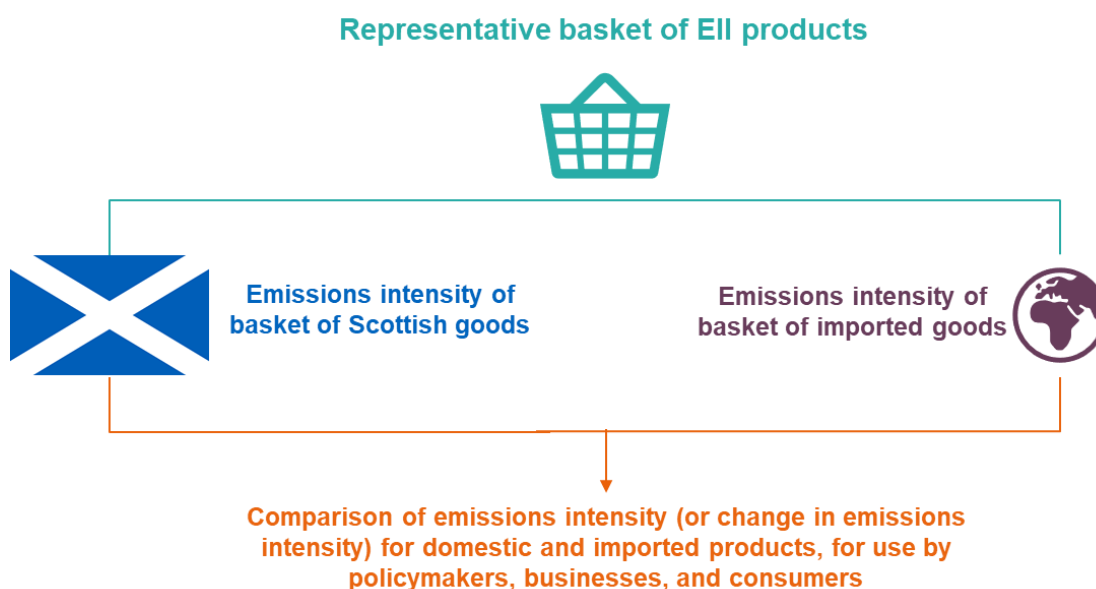 Representative basket of EII products
Emissions intensity of
basket of Scottish goods
Emissions intensity of
basket of imported goods
Comparison of emissions intensity (or change in emissions
intensity) for domestic and imported products, for use by
policymakers, businesses, and consumers